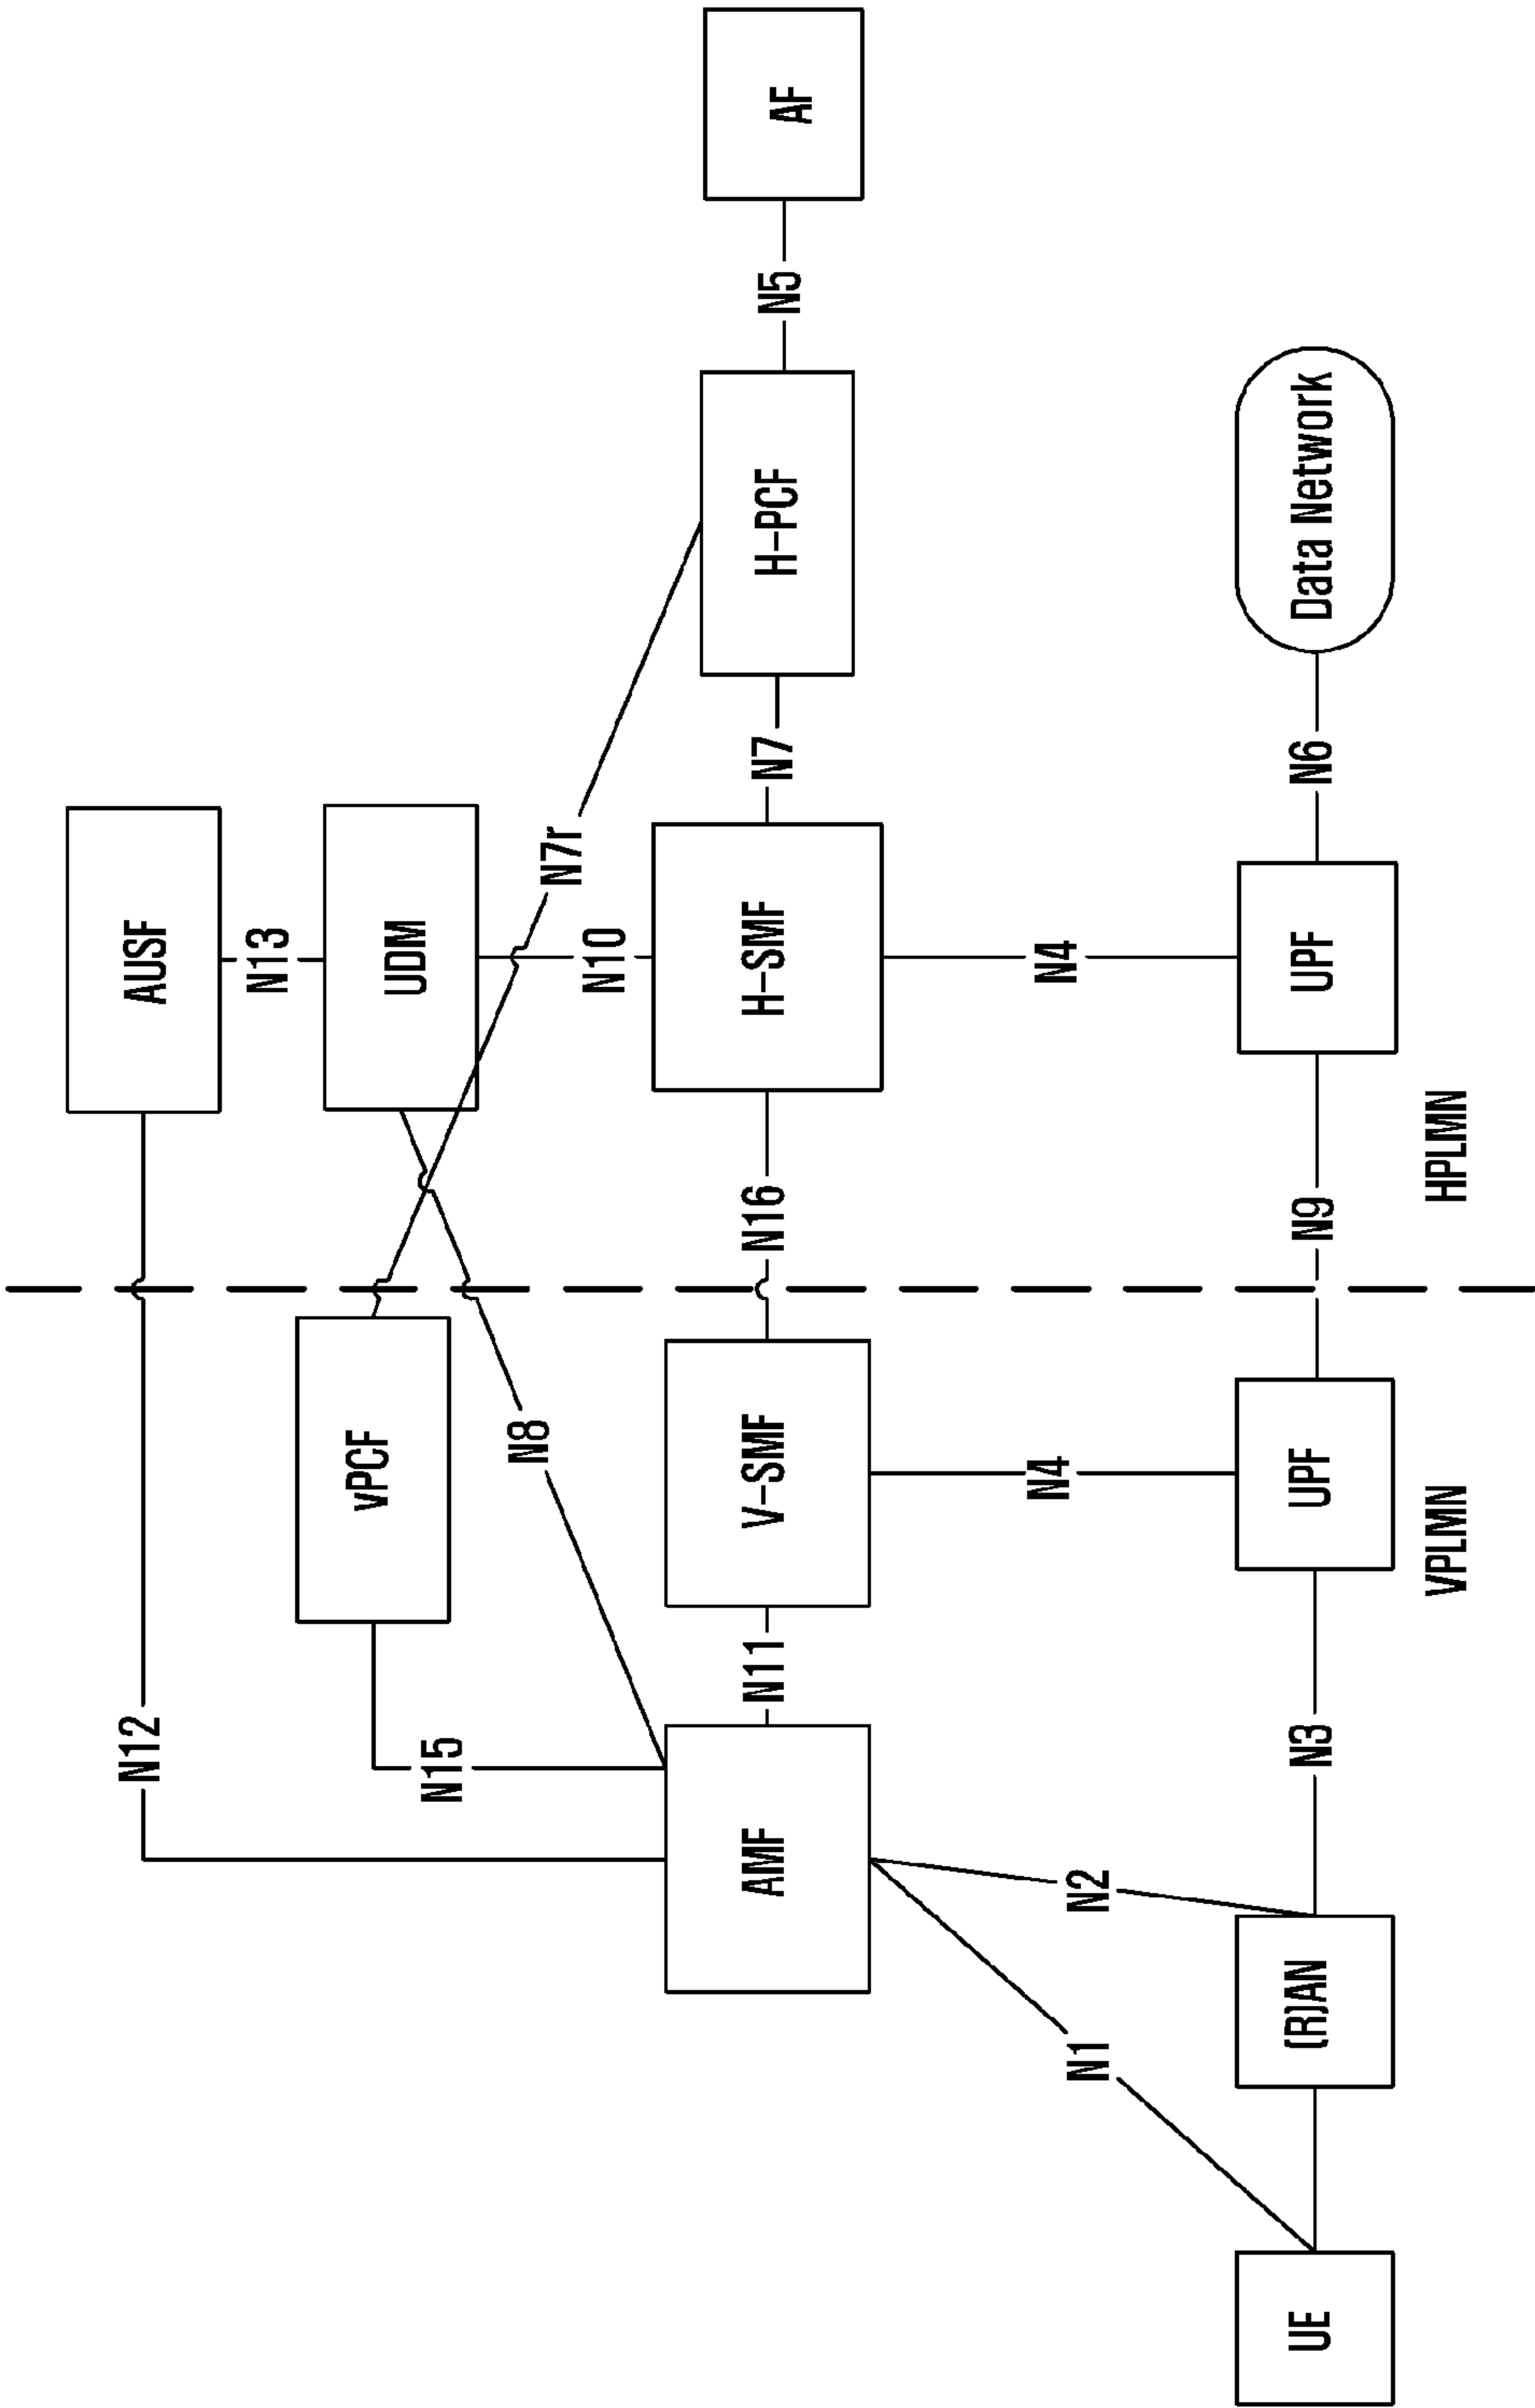 AUSF
N13
N12
UDM
vPCF
N7r
N15
N8
N10
AMF
N11
V-SMF
N16
H-SMF
N7
H-PCF
N5
AF
N1
N2
N4
N4
UE
(R)AN
N3
UPF
N9
UPF
N6
Data Network
VPLMN
HPLMN